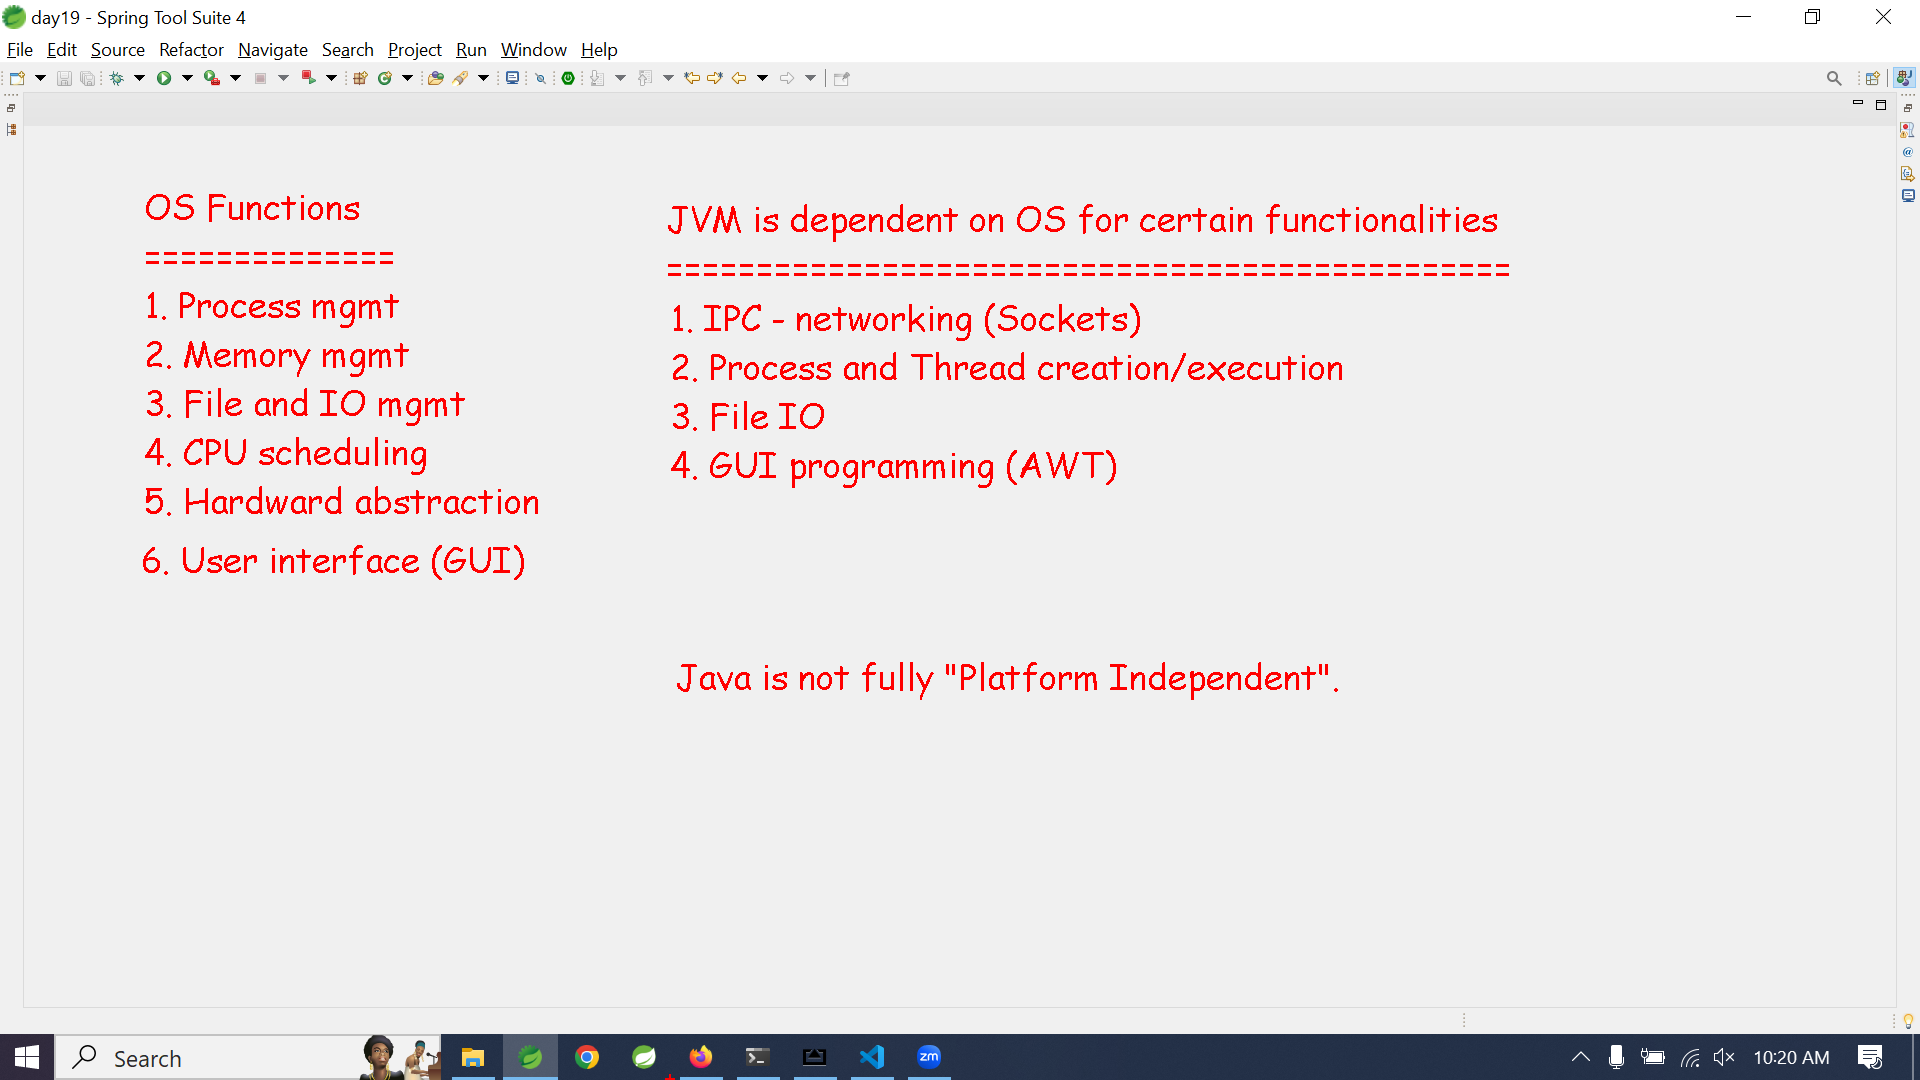 day19 - Spring Tool Suite 4
File Edit Source Refactor Navigate Search Project Run Window Help
OS Functions
==============
1. Process mgmt
2. Memory mgmt
3. File and IO mgmt
4. CPU scheduling
5. Hardward abstraction
6. User interface (GUI)
JVM is dependent on OS for certain functionalities
===============================================
1. IPC - networking (Sockets)
2. Process and Thread creation/execution
3. File IO
4. GUI programming (AWT)
Java is not fully "Platform Independent".
Search
zm
10:20 AM